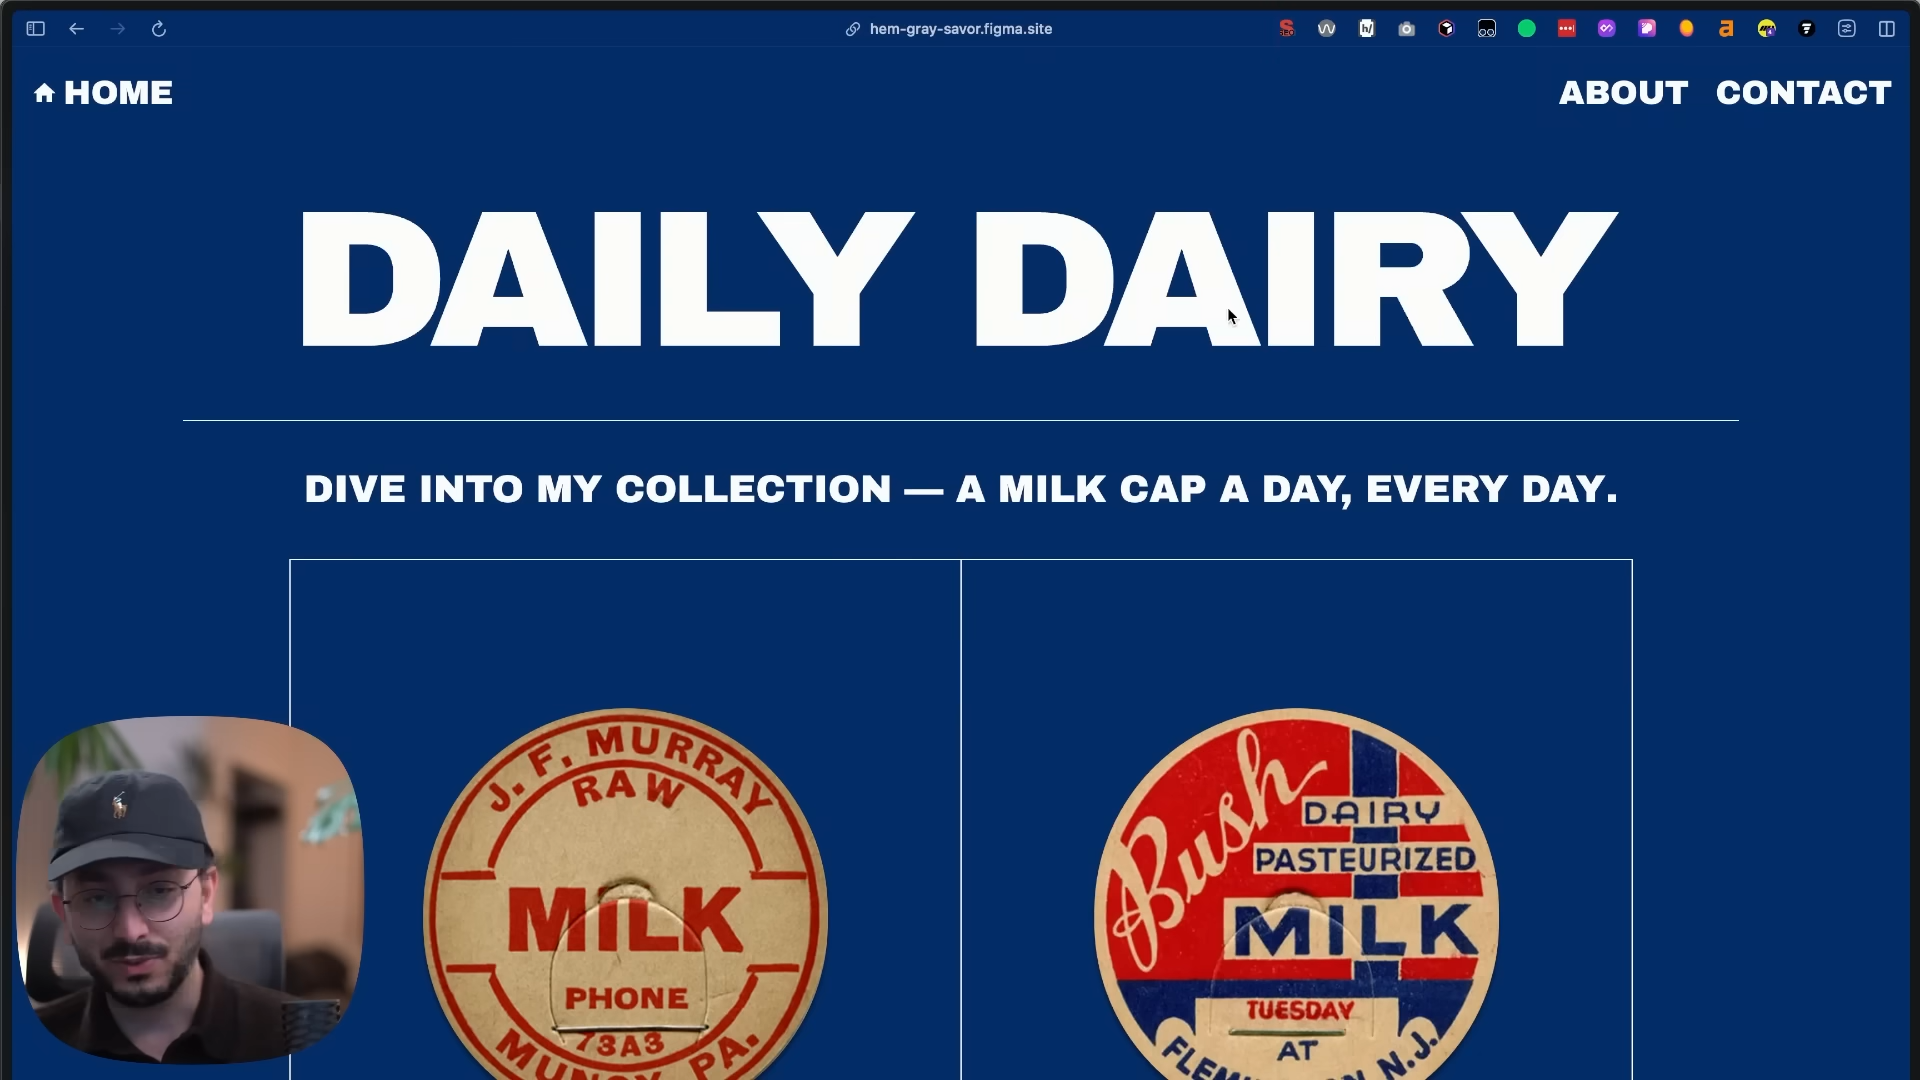 hem-gray-savor.figma.site
HOME
ABOUT CONTACT
DAILY DAIRY
DIVE INTO MY COLLECTION — A MILK CAP A DAY, EVERY DAY.
J. F. MURRAY
RAW
MILK
PHONE
73A3
MUNCY, PA.
Bush
DAIRY
PASTEURIZED
MILK
TUESDAY
AT
N.J.